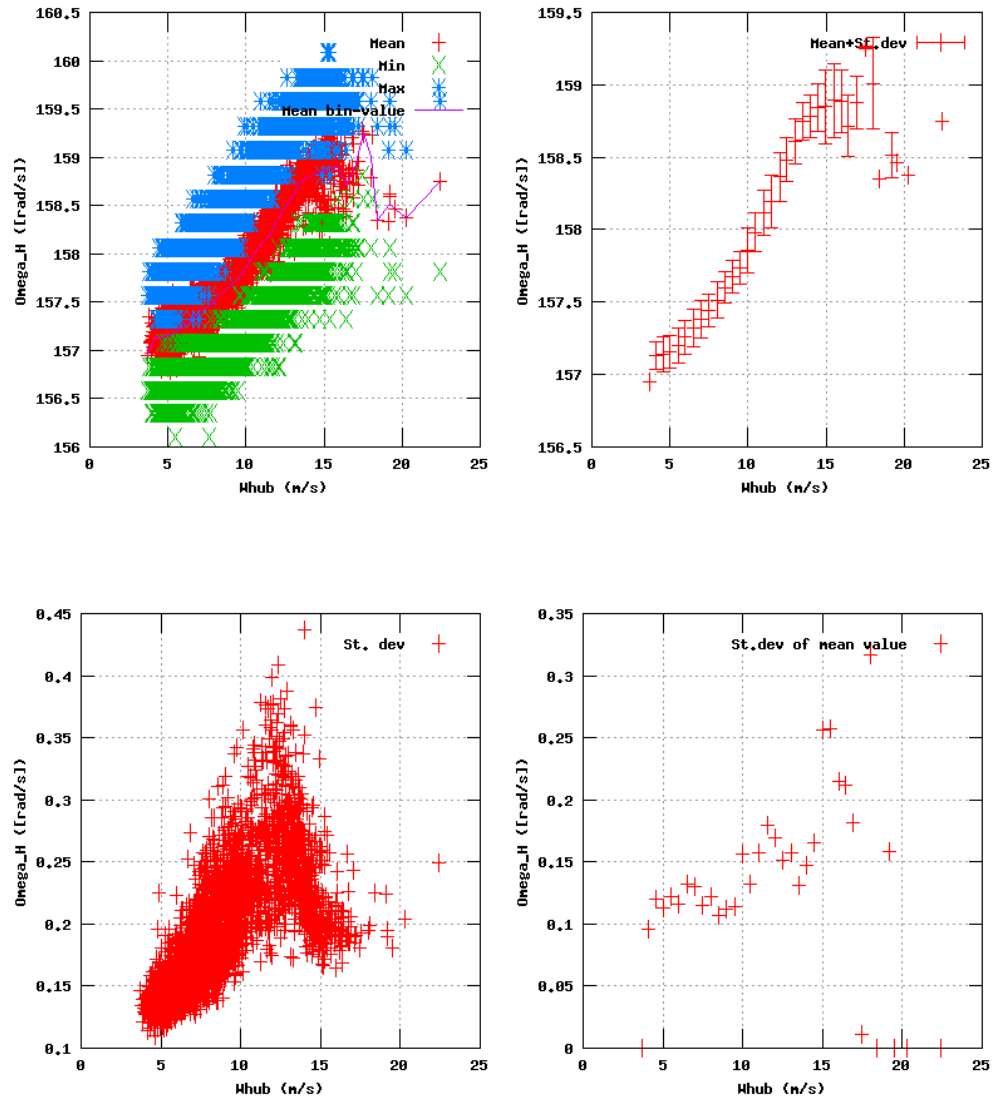 160.5
160
159.5
159
158.5
158
157.5
157
156.5
156
Omega_H ([rad/s])
Mean
Min
Max
Mean bin-value
0 5 10 15 20 25
Whub (m/s)
159.5
159
158.5
158
157.5
157
156.5
Omega_H ([rad/s])
Mean+St.dev
0 5 10 15 20 25
Whub (m/s)
0.45
0.4
0.35
0.3
0.25
0.2
0.15
0.1
Omega_H ([rad/s])
St. dev
0 5 10 15 20 25
Whub (m/s)
0.35
0.3
0.25
0.2
0.15
0.1
0.05
0
Omega_H ([rad/s])
St.dev of mean value
0 5 10 15 20 25
Whub (m/s)